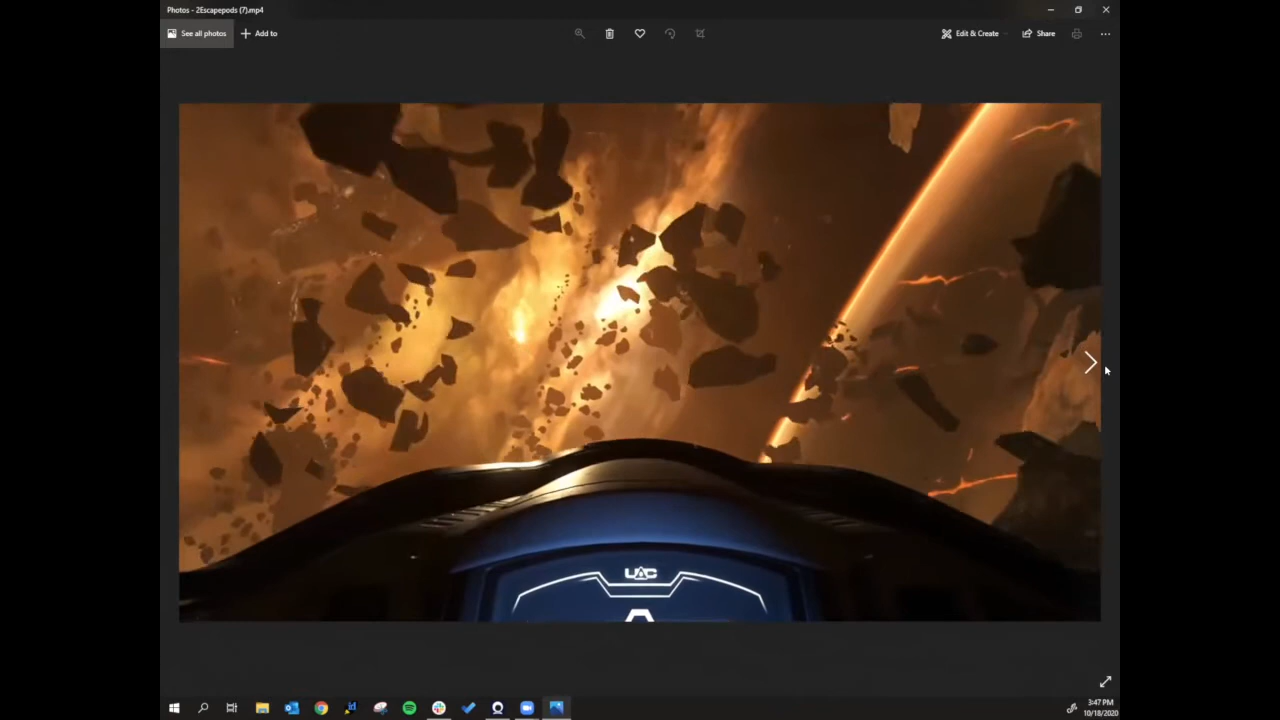 Photos - 2Escapepods (7).mp4
See all photos
Add to
Edit & Create
Share
UAC
3:47 PM
10/18/2020